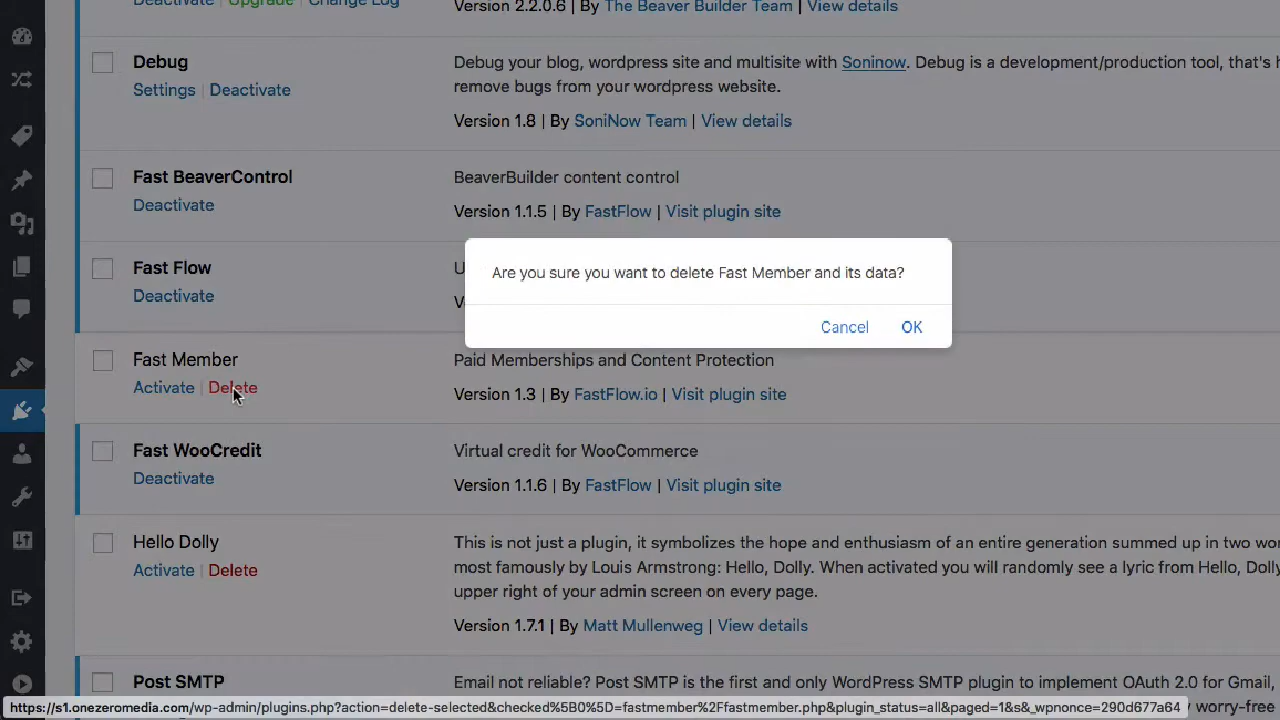 Deactivate | Upgrade | Change Log
Version 2.2.0.6 | By The Beaver Builder Team | View details
Debug
Settings | Deactivate
Debug your blog, wordpress site and multisite with Soninow. Debug is a development/production tool, that's
remove bugs from your wordpress website.
Version 1.8 | By SoniNow Team | View details
Fast BeaverControl
Deactivate
BeaverBuilder content control
Version 1.1.5 | By FastFlow | Visit plugin site
Fast Flow
Deactivate
Are you sure you want to delete Fast Member and its data?
Cancel OK
Fast Member
Activate | Delete
Paid Memberships and Content Protection
Version 1.3 | By FastFlow.io | Visit plugin site
Fast WooCredit
Deactivate
Virtual credit for WooCommerce
Version 1.1.6 | By FastFlow | Visit plugin site
Hello Dolly
Activate | Delete
This is not just a plugin, it symbolizes the hope and enthusiasm of an entire generation summed up in two
most famously by Louis Armstrong: Hello, Dolly. When activated you will randomly see a lyric from Hello, Dolly
upper right of your admin screen on every page.
Version 1.7.1 | By Matt Mullenweg | View details
Post SMTP
Email not reliable? Post SMTP is the first and only WordPress SMTP plugin to implement OAuth 2.0 for Gmail,
worry-free
https://s1.onezeromedia.com/wp-admin/plugins.php?action=delete-selected&checked%5B0%5D=fastmember%2Ffastmember.php&plugin_status=all&paged=1&s&_wpnonce=290d677a64